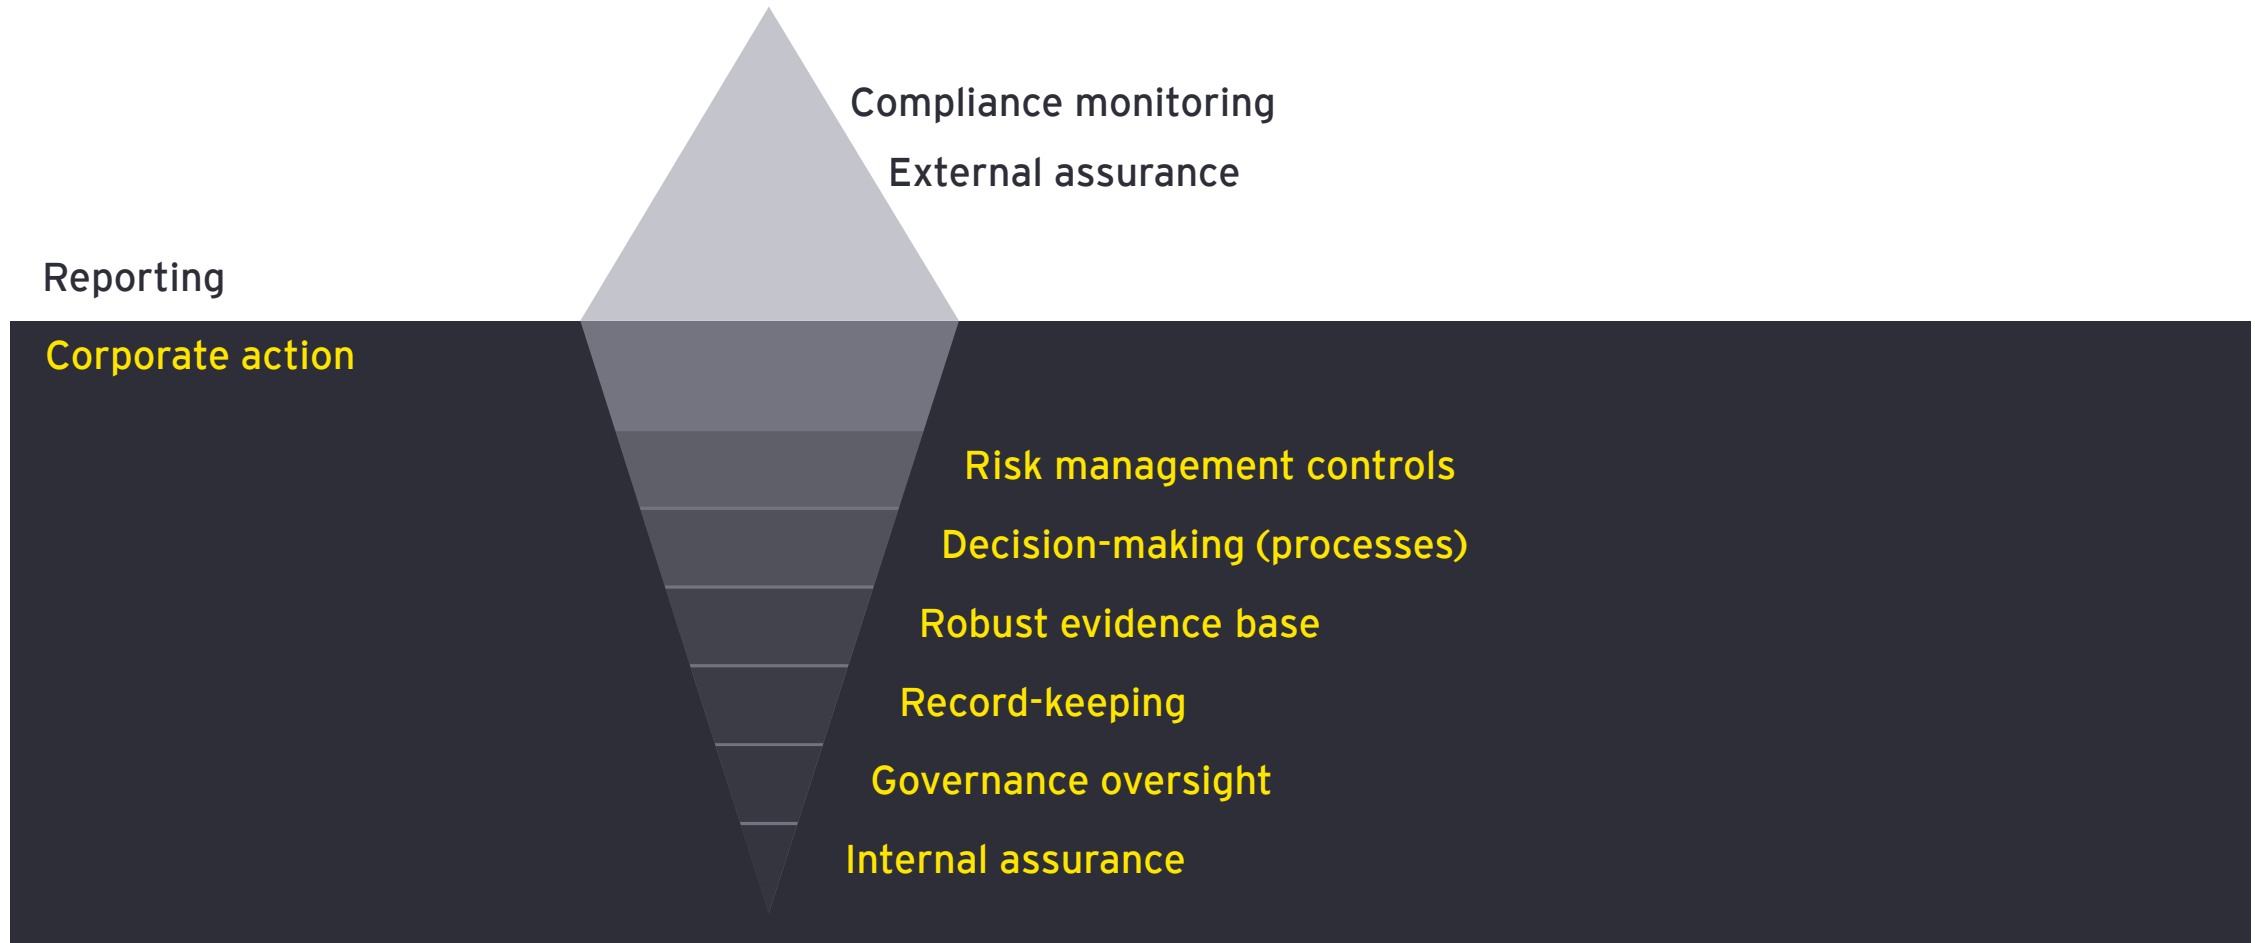 Compliance monitoring
External assurance
Reporting
Corporate action
Risk management controls
Decision-making (processes)
Robust evidence base
Record-keeping
Governance oversight
Internal assurance